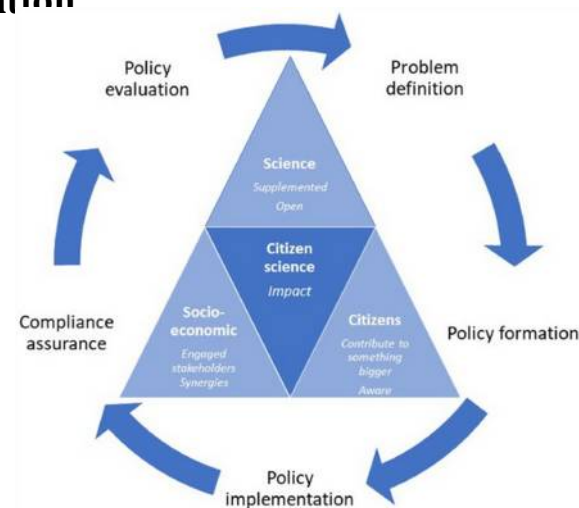 Policy
evaluation
Problem
definition
Science
Supplemented
Open
Citizen
science
Impact
Socio-
economic
Engaged
stakeholders
Synergies
Citizens
Contribute to
something
bigger
Aware
Compliance
assurance
Policy formation
Policy
implementation